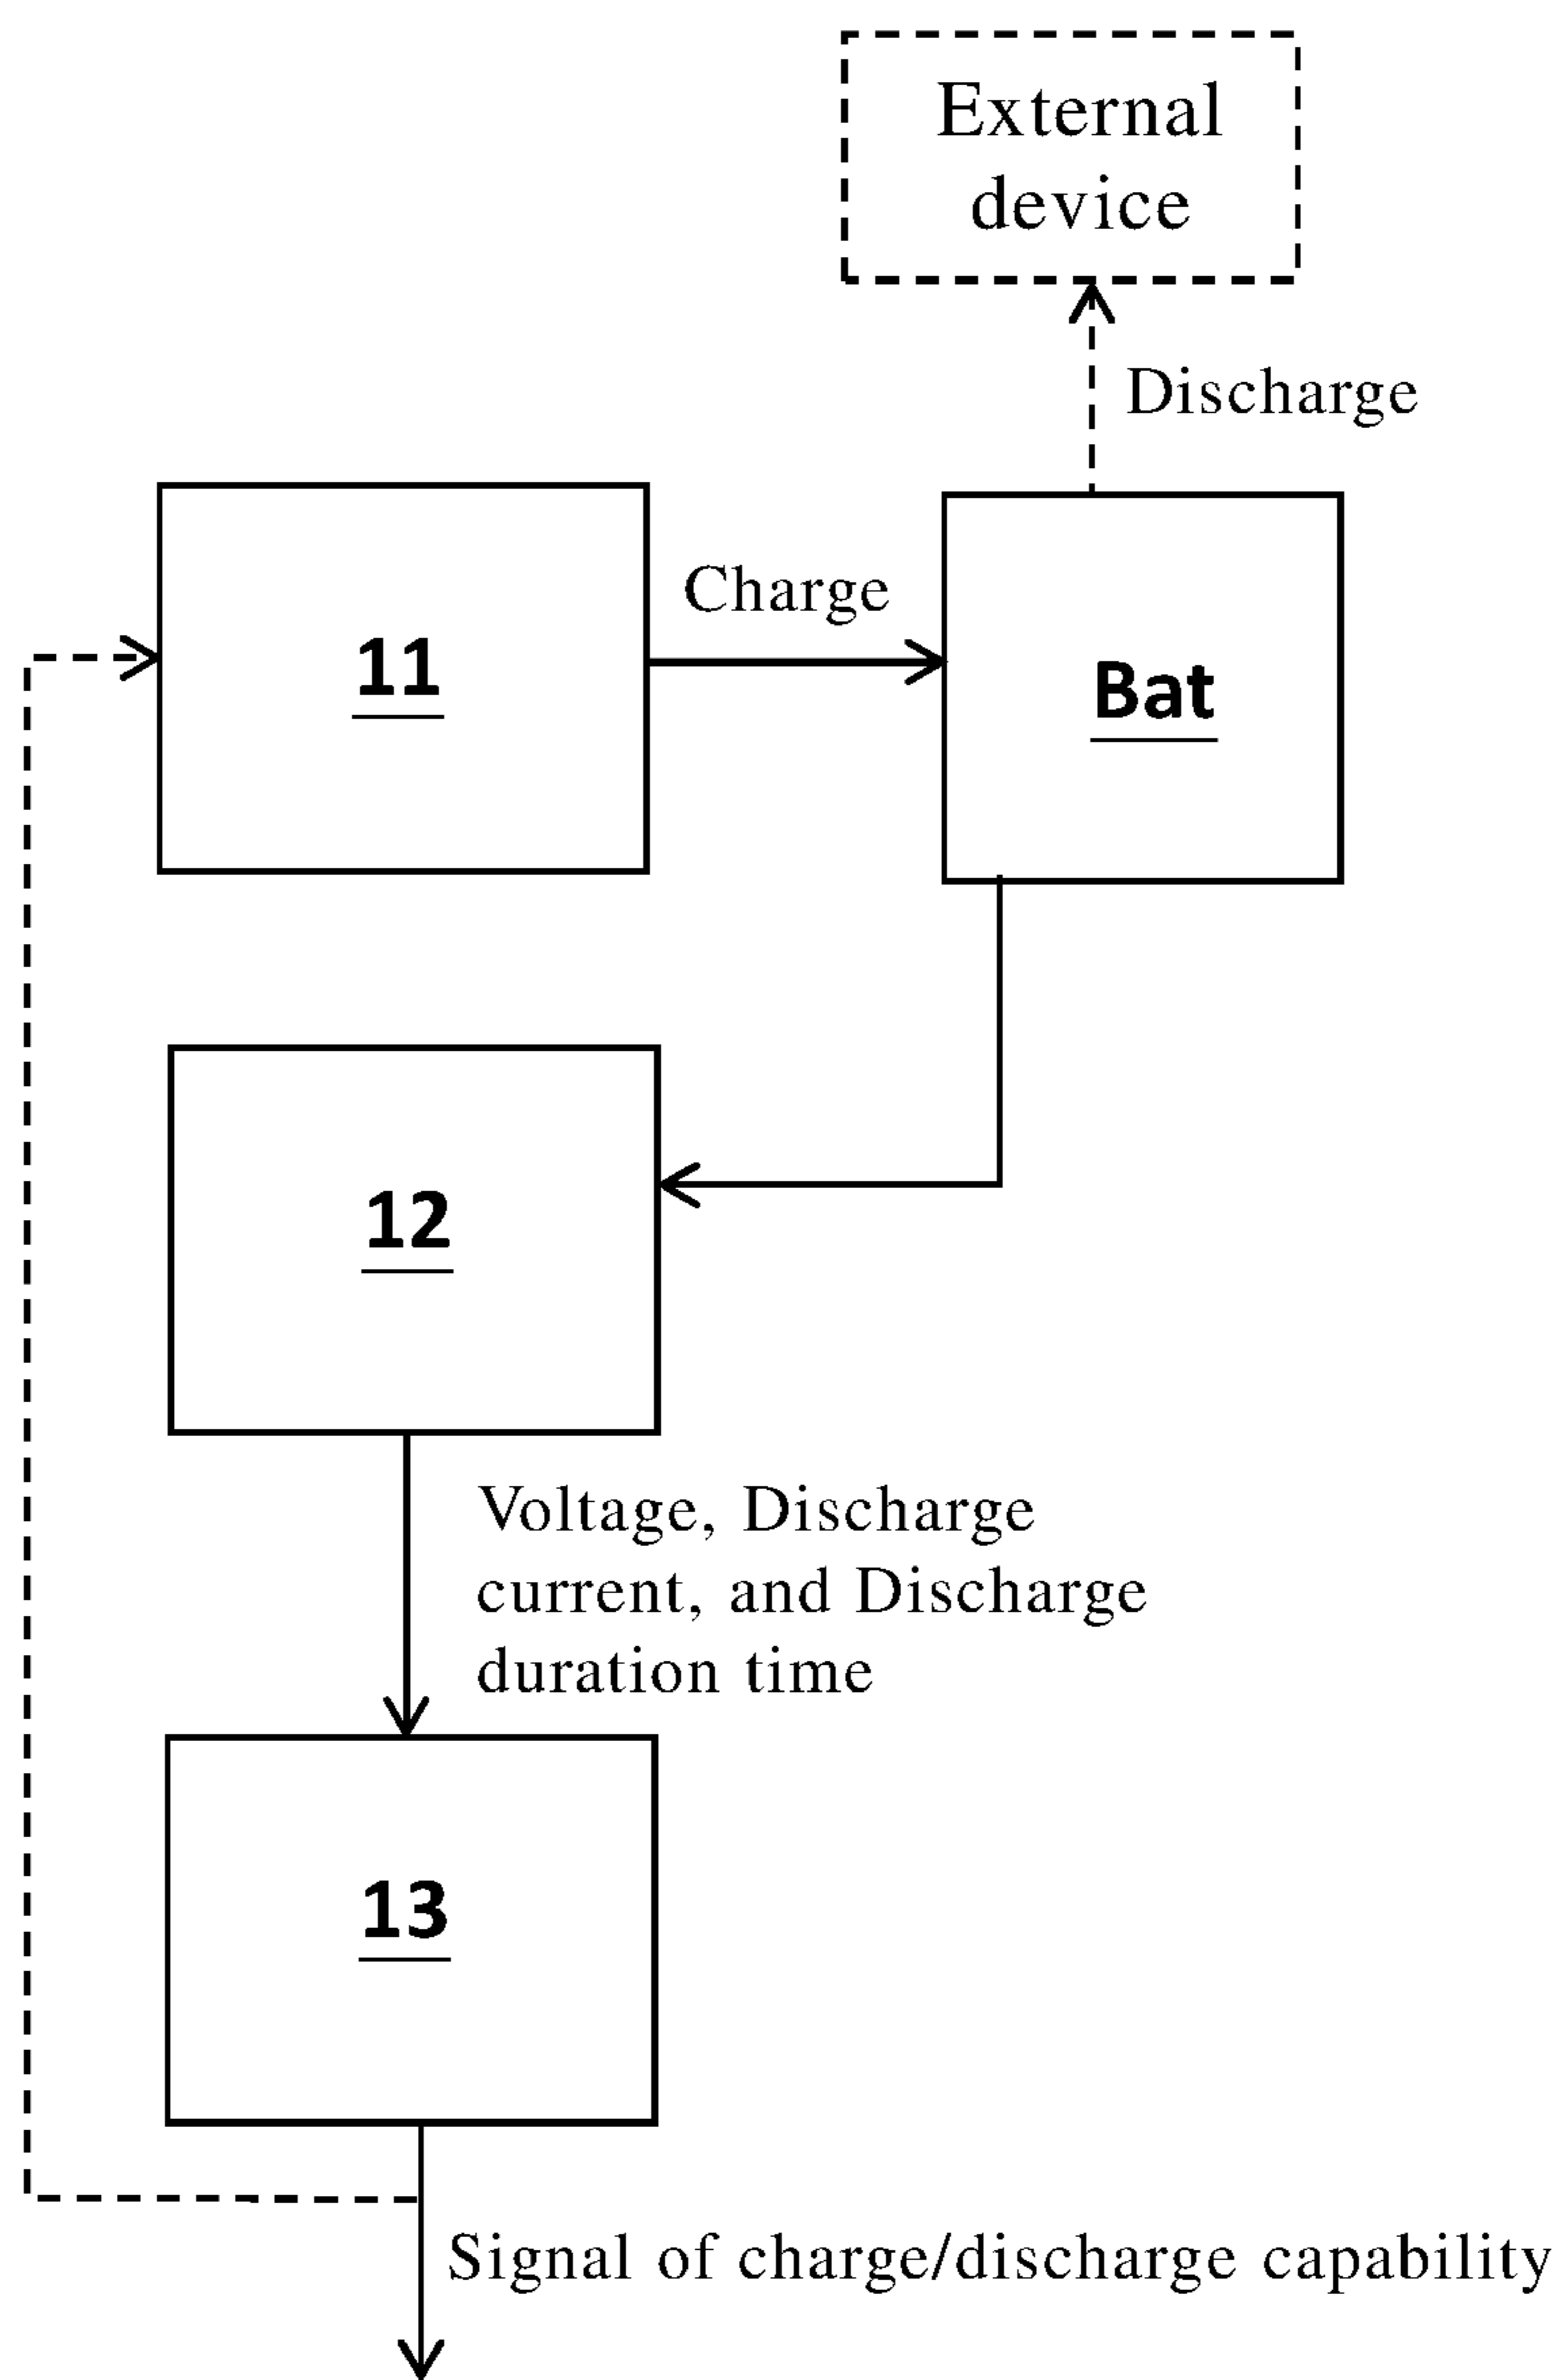 External
device
Discharge
Charge
11
Bat
12
Voltage, Discharge
current, and Discharge
duration time
13
Signal of charge/discharge capability